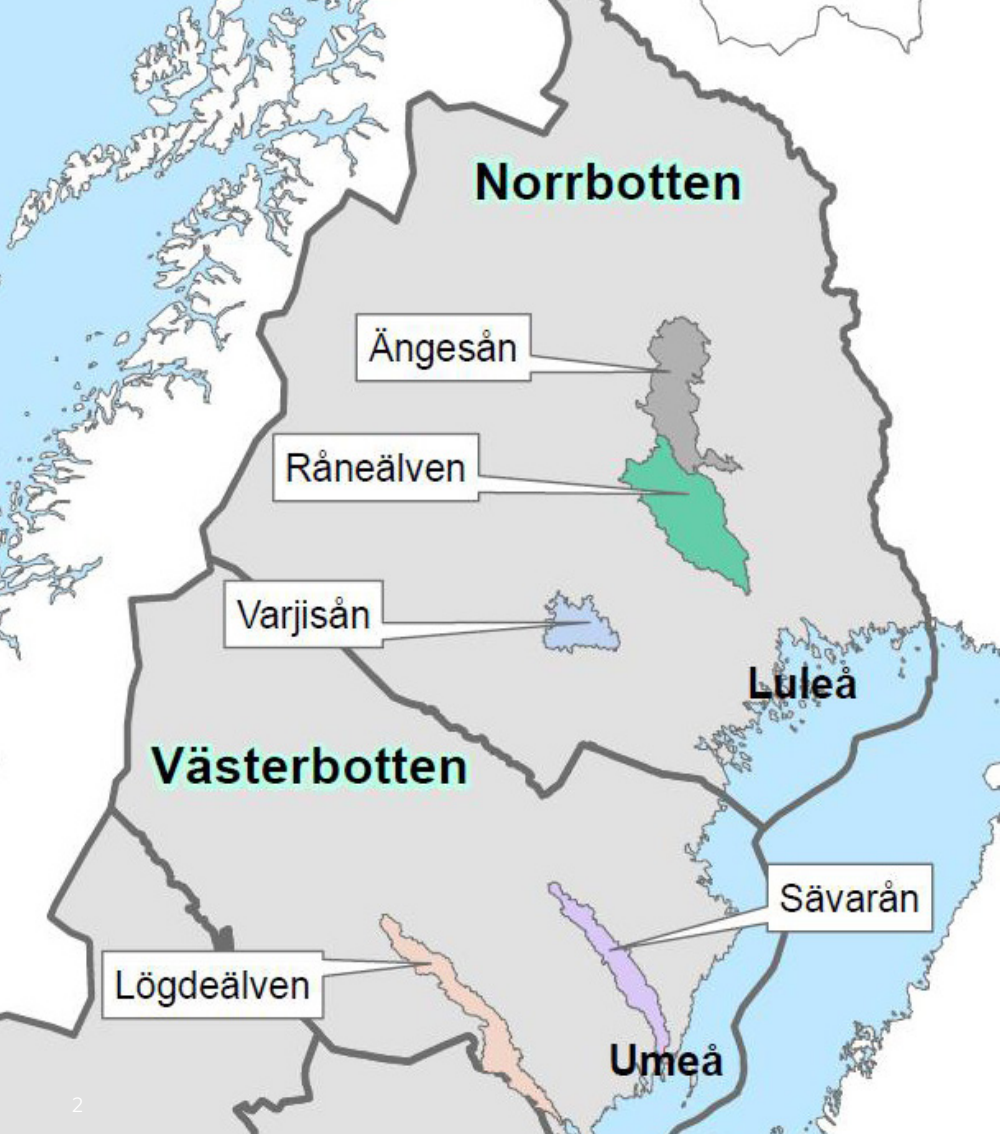 Norrbotten
Ängesån
Råneälven
Varjisån
Luleå
Västerbotten
Sävarån
Lögdeälven
Umeå
2